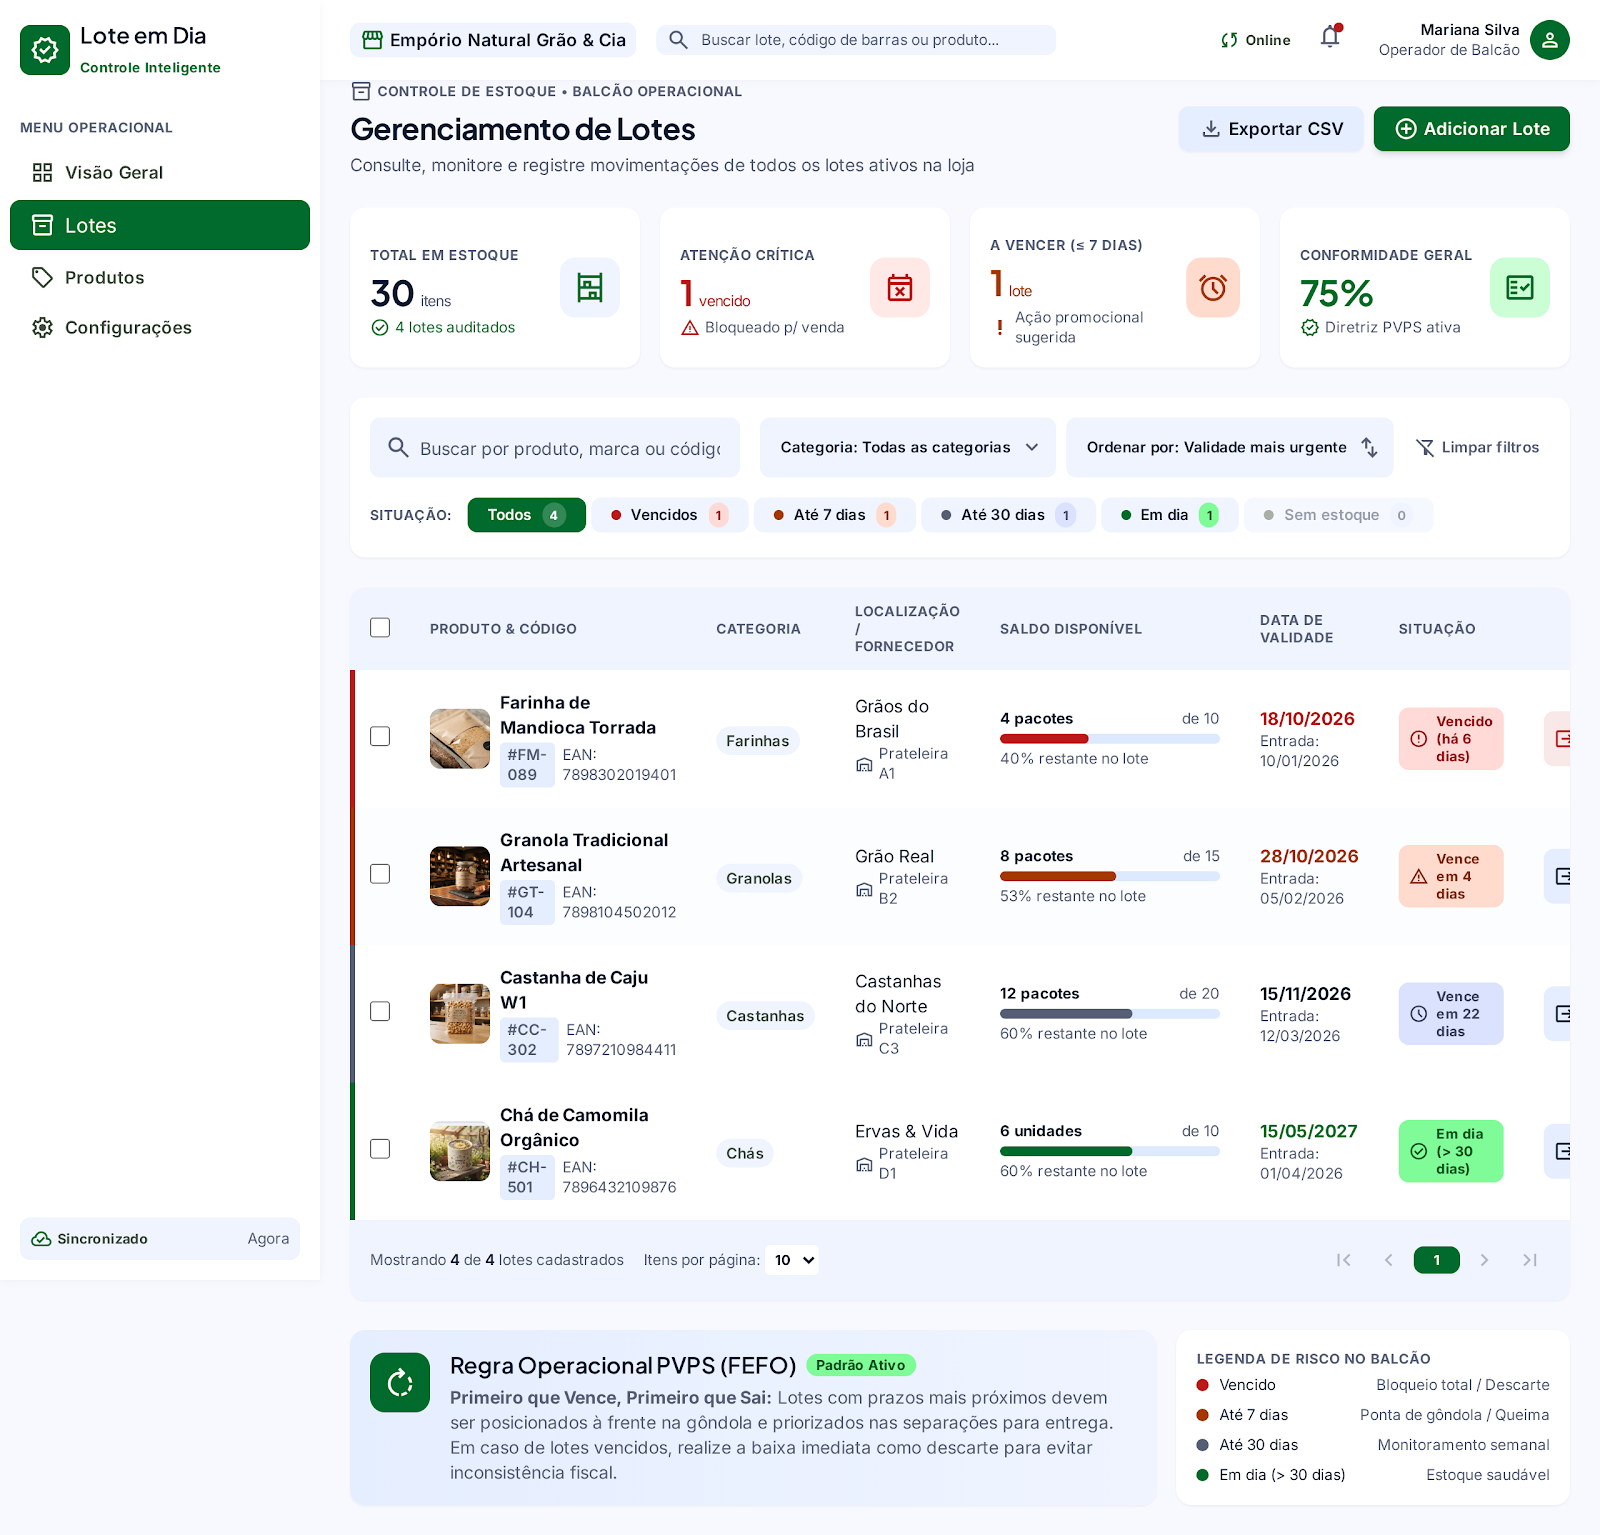 Lote em Dia
Controle Inteligente
MENU OPERACIONAL
Visão Geral
Lotes
Produtos
Configurações
Sincronizado Agora
Empório Natural Grão & Cia
Buscar lote, código de barras ou produto...
Online
Mariana Silva
Operador de Balcão
CONTROLE DE ESTOQUE • BALCÃO OPERACIONAL
Gerenciamento de Lotes
Consulte, monitore e registre movimentações de todos os lotes ativos na loja
Exportar CSV
Adicionar Lote
TOTAL EM ESTOQUE
30 itens
4 lotes auditados
ATENÇÃO CRÍTICA
1 vencido
Bloqueado p/ venda
A VENCER (≤ 7 DIAS)
1 lote
Ação promocional
sugerida
CONFORMIDADE GERAL
75%
Diretriz PVPS ativa
Buscar por produto, marca ou códig
Categoria: Todas as categorias
Ordenar por: Validade mais urgente
Limpar filtros
SITUAÇÃO: Todos 4 Vencidos 1 Até 7 dias 1 Até 30 dias 1 Em dia 1 Sem estoque 0
PRODUTO & CÓDIGO
CATEGORIA
LOCALIZAÇÃO
/
FORNECEDOR
SALDO DISPONÍVEL
DATA DE
VALIDADE
SITUAÇÃO
Farinha de
Mandioca Torrada
#FM-
089
EAN:
7898302019401
Farinhas
Grãos do
Brasil
Prateleira
A1
4 pacotes de 10
40% restante no lote
18/10/2026
Entrada:
10/01/2026
Vencido
(há 6
dias)
Granola Tradicional
Artesanal
#GT-
104
EAN:
7898104502012
Granolas
Grão Real
Prateleira
B2
8 pacotes de 15
53% restante no lote
28/10/2026
Entrada:
05/02/2026
Vence
em 4
dias
Castanha de Caju
W1
#CC-
302
EAN:
7897210984411
Castanhas
Castanhas
do Norte
Prateleira
C3
12 pacotes de 20
60% restante no lote
15/11/2026
Entrada:
12/03/2026
Vence
em 22
dias
Chá de Camomila
Orgânico
#CH-
501
EAN:
7896432109876
Chás
Ervas & Vida
Prateleira
D1
6 unidades de 10
60% restante no lote
15/05/2027
Entrada:
01/04/2026
Em dia
(> 30
dias)
Mostrando 4 de 4 lotes cadastrados Itens por página: 10
1
Regra Operacional PVPS (FEFO) Padrão Ativo
Primeiro que Vence, Primeiro que Sai: Lotes com prazos mais próximos devem
ser posicionados à frente na gôndola e priorizados nas separações para entrega.
Em caso de lotes vencidos, realize a baixa imediata como descarte para evitar
inconsistência fiscal.
LEGENDA DE RISCO NO BALCÃO
Vencido Bloqueio total / Descarte
Até 7 dias Ponta de gôndola / Queima
Até 30 dias Monitoramento semanal
Em dia (> 30 dias) Estoque saudável